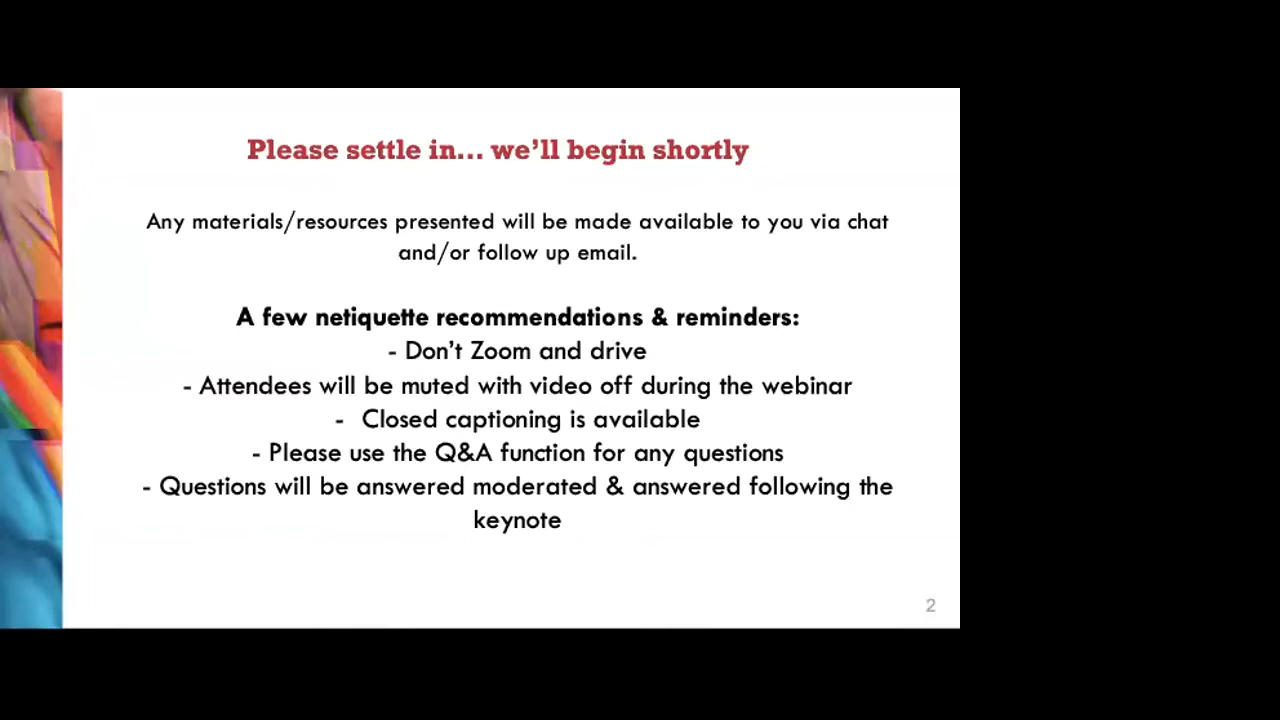 Please settle in... we'll begin shortly
Any materials/resources presented will be made available to you via chat
and/or follow up email.
A few netiquette recommendations & reminders:
- Don't Zoom and drive
- Attendees will be muted with video off during the webinar
- Closed captioning is available
- Please use the Q&A function for any questions
- Questions will be answered moderated & answered following the
keynote
2